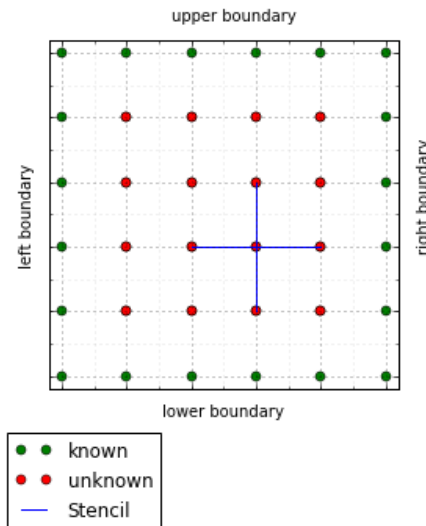 upper boundary
left boundary
right boundary
lower boundary
known
unknown
Stencil